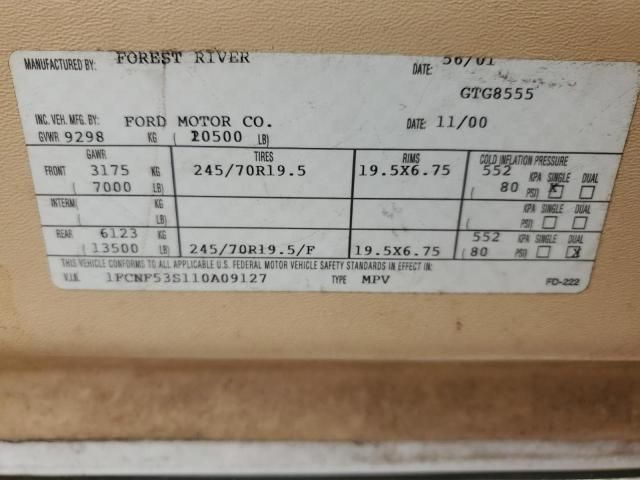 MANUFACTURED BY: FOREST RIVER DATE: 56/01
GTG8555
INC. VEH. MFG. BY: FORD MOTOR CO. DATE: 11/00
GVWR 9298 KG ( 20500 LB)
GAWR TIRES RIMS COLD INFLATION PRESSURE
FRONT 3175 KG 245/70R19.5 19.5X6.75 552 KPA SINGLE DUAL
( 7000 LB) ( 80 PSI) X
INTERM KG KPA SINGLE DUAL
( LB) ( PSI)
REAR 6123 KG 552 KPA SINGLE DUAL
( 13500 LB) 245/70R19.5/F 19.5X6.75 ( 80 PSI) X
THIS VEHICLE CONFORMS TO ALL APPLICABLE U.S. FEDERAL MOTOR VEHICLE SAFETY STANDARDS IN EFFECT IN:
V.I.N. 1FCNF53S110A09127 TYPE MPV FD-222